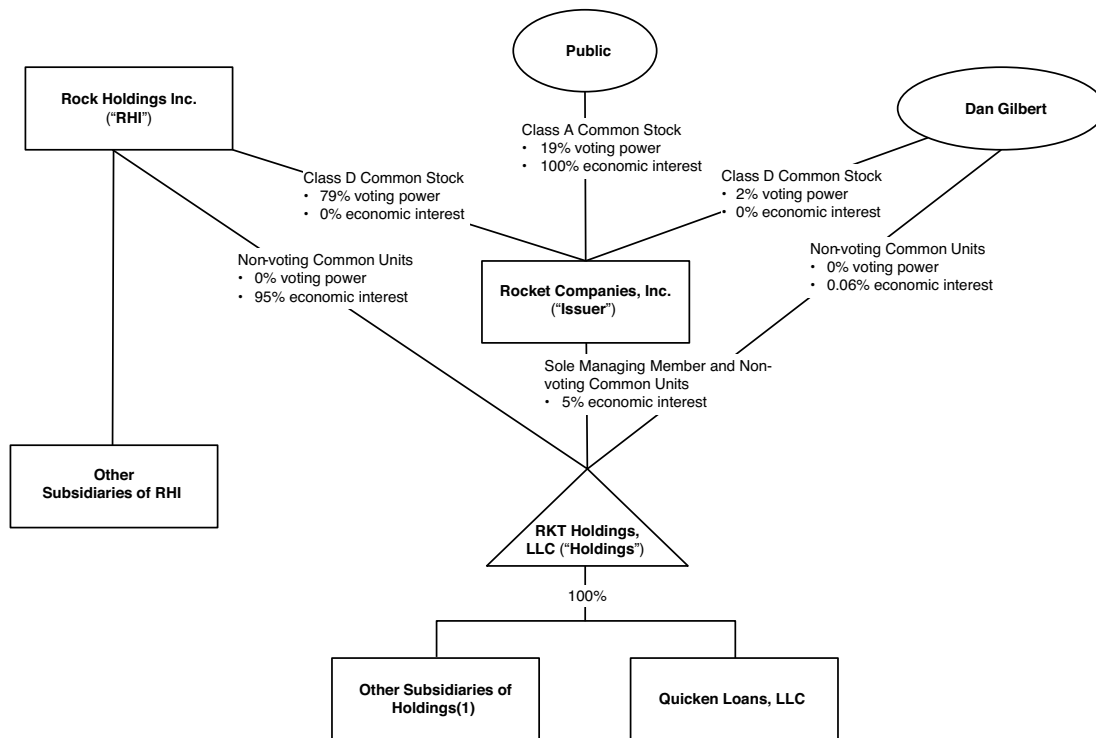 Public
Rock Holdings Inc.
(“RHI”)
Dan Gilbert
Class A Common Stock
• 19% voting power
• 100% economic interest
Class D Common Stock
• 79% voting power
• 0% economic interest
Class D Common Stock
• 2% voting power
• 0% economic interest
Non-voting Common Units
• 0% voting power
• 95% economic interest
Non-voting Common Units
• 0% voting power
• 0.06% economic interest
Rocket Companies, Inc.
(“Issuer”)
Sole Managing Member and Non-
voting Common Units
• 5% economic interest
Other
Subsidiaries of RHI
RKT Holdings,
LLC (“Holdings”)
100%
Other Subsidiaries of
Holdings(1)
Quicken Loans, LLC